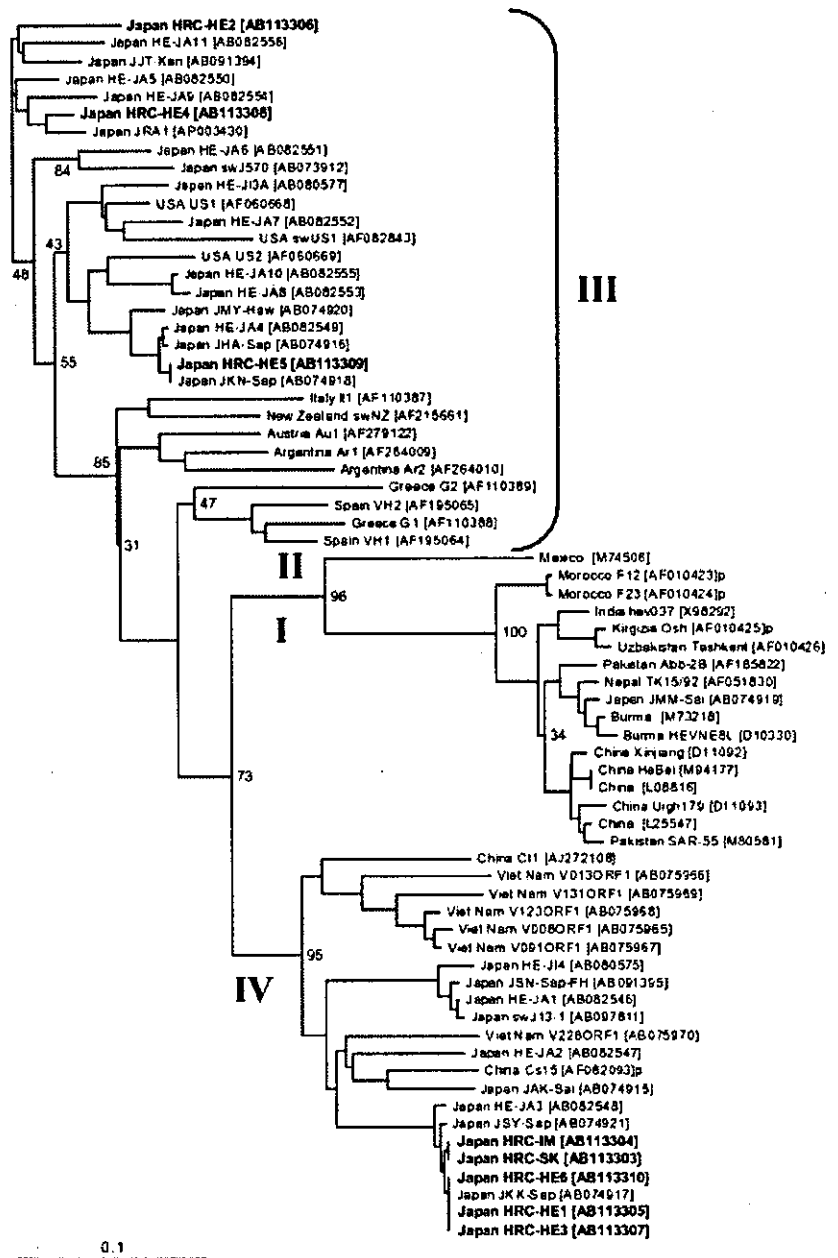 Japan HRC-HE2 [AB113306]
Japan HE-JA11 [AB082556]
Japan JJT-Kan [AB091394]
Japan HE-JA5 [AB082550]
Japan HE-JA9 [AB082554]
Japan HRC-HE4 [AB113308]
Japan JRA1 [AP003430]
Japan HE-JA6 [AB082551]
84
Japan swJ570 [AB073912]
Japan HE-JI3A [AB080577]
USA US1 [AF060668]
Japan HE-JA7 [AB082552]
43
USA swUS1 [AF082843]
USA US2 [AF060669]
48
Japan HE-JA10 [AB082555]
III
Japan HE-JA8 [AB082553]
Japan JMY-Haw [AB074920]
Japan HE-JA4 [AB082549]
Japan JHA-Sap [AB074916]
55
Japan HRC-HE5 [AB113309]
Japan JKN-Sap [AB074918]
Italy It1 [AF110387]
New Zealand swNZ [AF215661]
Austria Au1 [AF279122]
Argentina Ar1 [AF264009]
85
Argentina Ar2 [AF264010]
Greece G2 [AF110389]
47
Spain VH2 [AF195065]
Greece G1 [AF110388]
31
Spain VH1 [AF195064]
II
Mexico [M74506]
Morocco F12 [AF010423]p
96
Morocco F23 [AF010424]p
India hev037 [X98292]
I
100
Kirgizia Osh [AF010425]p
Uzbekistan Tashkent [AF010426]
Pakistan Abb-2B [AF185822]
Nepal TK15/92 [AF051830]
Japan JMM-Sai [AB074919]
Burma [M73218]
34
Burma HEVNE8L [D10330]
China Xinjiang [D11092]
China HeBei [M94177]
73
China [L08816]
China Uigh179 [D11093]
China [L25547]
Pakistan SAR-55 [M80581]
China Ct1 [AJ272108]
Viet Nam V013ORF1 [AB075966]
Viet Nam V131ORF1 [AB075969]
Viet Nam V123ORF1 [AB075968]
Viet Nam V008ORF1 [AB075965]
95
Viet Nam V091ORF1 [AB075967]
Japan HE-JI4 [AB080575]
IV
Japan JSN-Sap-FH [AB091395]
Japan HE-JA1 [AB082546]
Japan swJ13-1 [AB097811]
Viet Nam V226ORF1 [AB075970]
Japan HE-JA2 [AB082547]
China Cs15 [AF082093]p
Japan JAK-Sai [AB074915]
Japan HE-JA3 [AB082548]
Japan JSY-Sap [AB074921]
Japan HRC-IM [AB113304]
Japan HRC-SK [AB113303]
Japan HRC-HE6 [AB113310]
Japan JKK-Sap [AB074917]
Japan HRC-HE1 [AB113305]
Japan HRC-HE3 [AB113307]
0.1